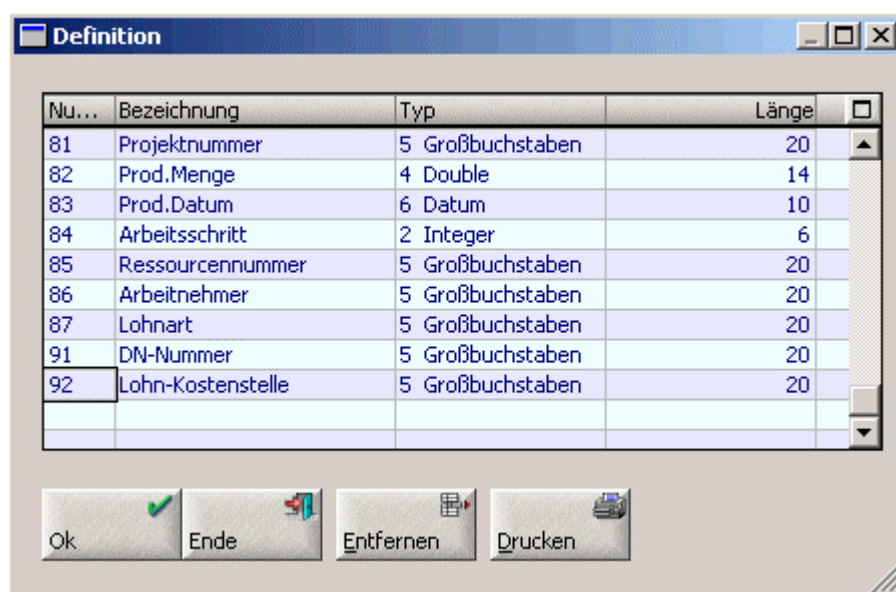 Definition
Nu... Bezeichnung Typ Länge
81 Projektnummer 5 Großbuchstaben 20
82 Prod.Menge 4 Double 14
83 Prod.Datum 6 Datum 10
84 Arbeitsschritt 2 Integer 6
85 Ressourcennummer 5 Großbuchstaben 20
86 Arbeitnehmer 5 Großbuchstaben 20
87 Lohnart 5 Großbuchstaben 20
91 DN-Nummer 5 Großbuchstaben 20
92 Lohn-Kostenstelle 5 Großbuchstaben 20
Ok Ende Entfernen Drucken